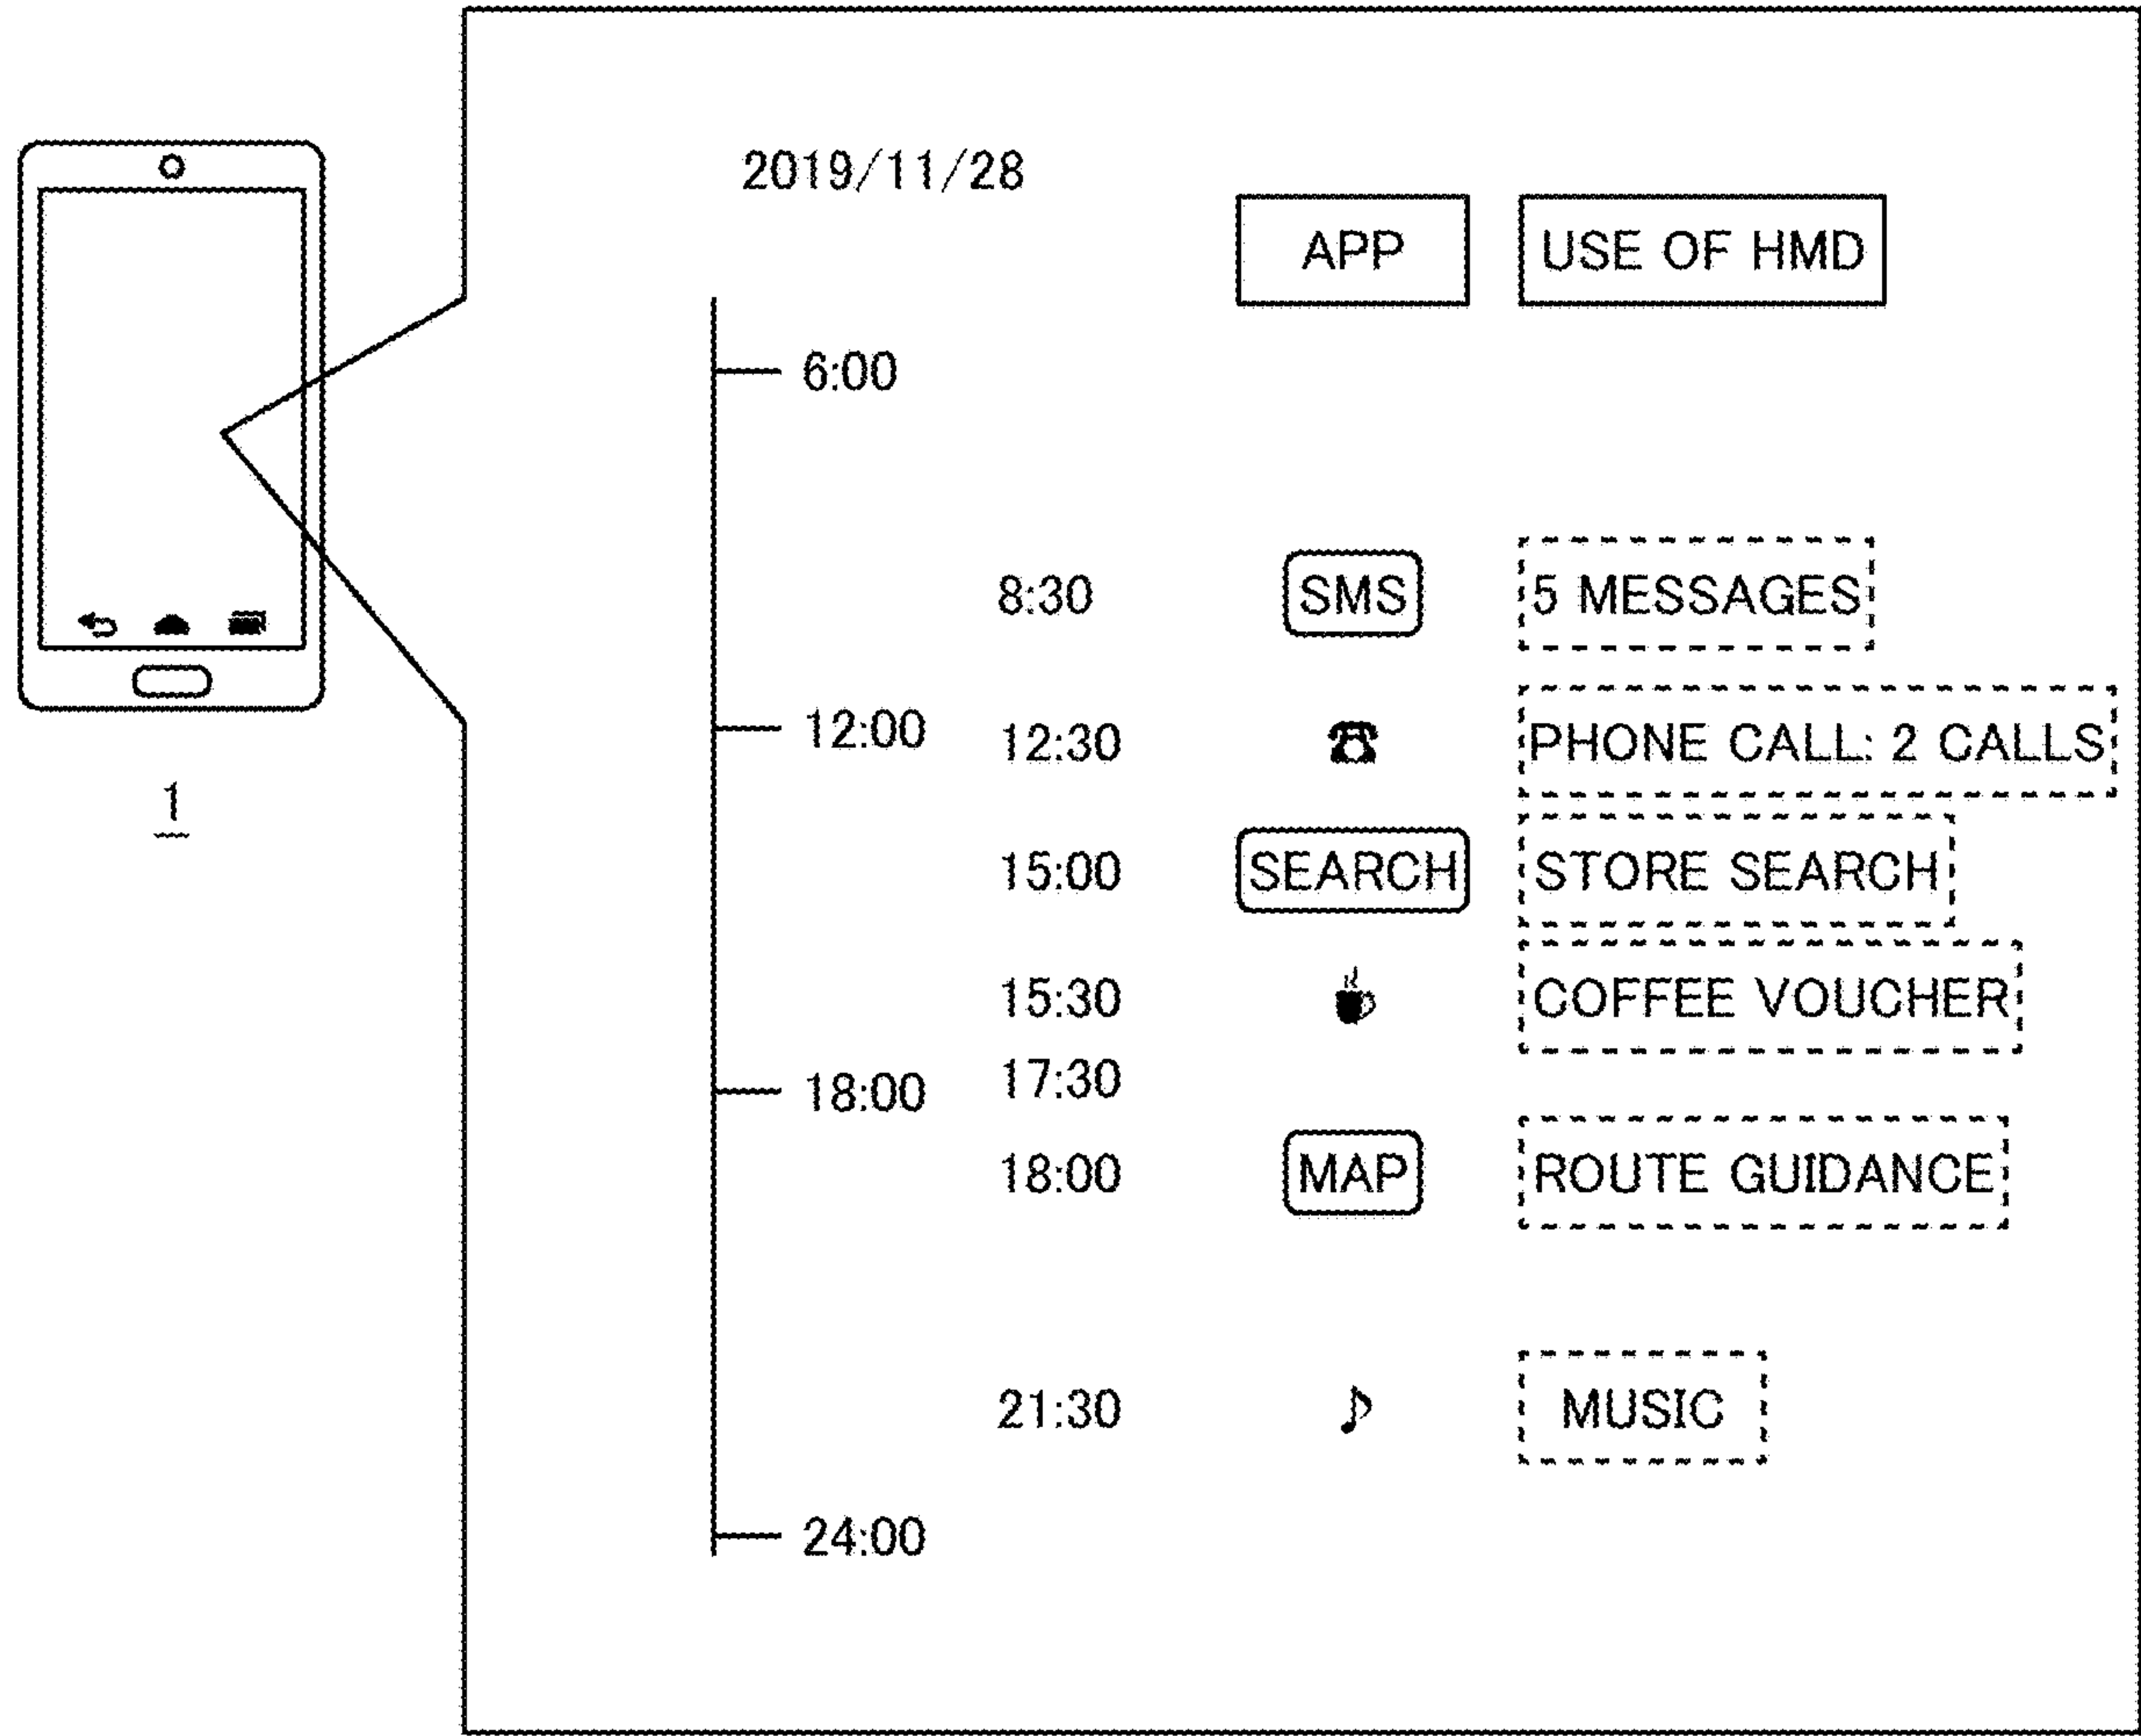 2019/11/28
APP USE OF HMD
6:00
8:30 SMS 5 MESSAGES
12:00 12:30 PHONE CALL: 2 CALLS
1
15:00 SEARCH STORE SEARCH
15:30 COFFEE VOUCHER
18:00 17:30
18:00 MAP ROUTE GUIDANCE
21:30 MUSIC
24:00